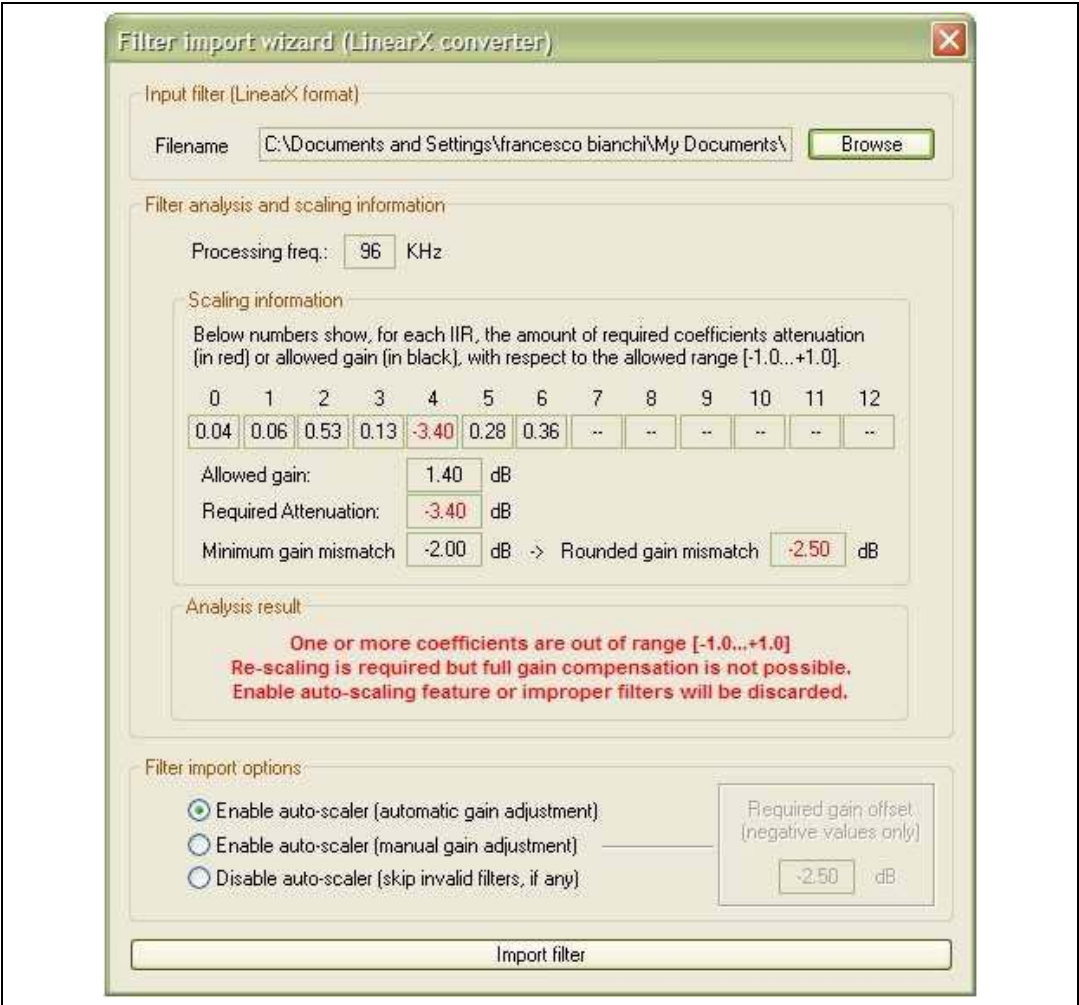 Filter import wizard (LinearX converter)
Input filter (LinearX format)
Filename C:\Documents and Settings\francesco bianchi\My Documents\ Browse
Filter analysis and scaling information
Processing freq.: 96 KHz
Scaling information
Below numbers show, for each IIR, the amount of required coefficients attenuation
(in red) or allowed gain (in black), with respect to the allowed range [-1.0...+1.0].
0 1 2 3 4 5 6 7 8 9 10 11 12
0.04 0.06 0.53 0.13 -3.40 0.28 0.36 -- -- -- -- -- --
Allowed gain: 1.40 dB
Required Attenuation: -3.40 dB
Minimum gain mismatch -2.00 dB -> Rounded gain mismatch -2.50 dB
Analysis result
One or more coefficients are out of range [-1.0...+1.0]
Re-scaling is required but full gain compensation is not possible.
Enable auto-scaling feature or improper filters will be discarded.
Filter import options
Enable auto-scaler (automatic gain adjustment)
Enable auto-scaler (manual gain adjustment)
Disable auto-scaler (skip invalid filters, if any)
Required gain offset
(negative values only)
-2.50 dB
Import filter